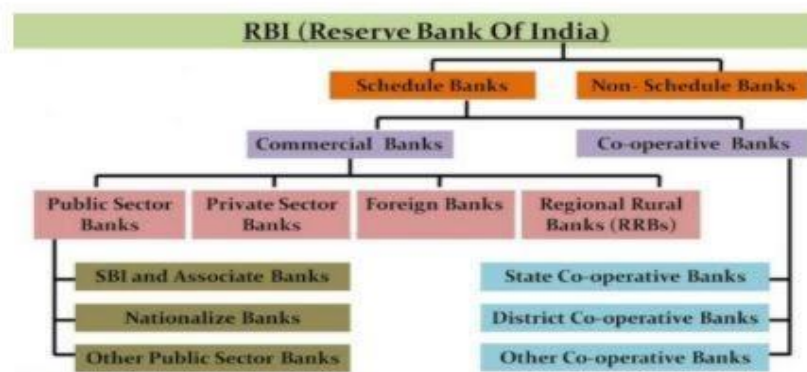 RBI (Reserve Bank Of India)
Schedule Banks
Non- Schedule Banks
Commercial Banks
Co-operative Banks
Public Sector
Banks
Private Sector
Banks
Foreign Banks
Regional Rural
Banks (RRBs)
SBI and Associate Banks
Nationalize Banks
Other Public Sector Banks
State Co-operative Banks
District Co-operative Banks
Other Co-operative Banks